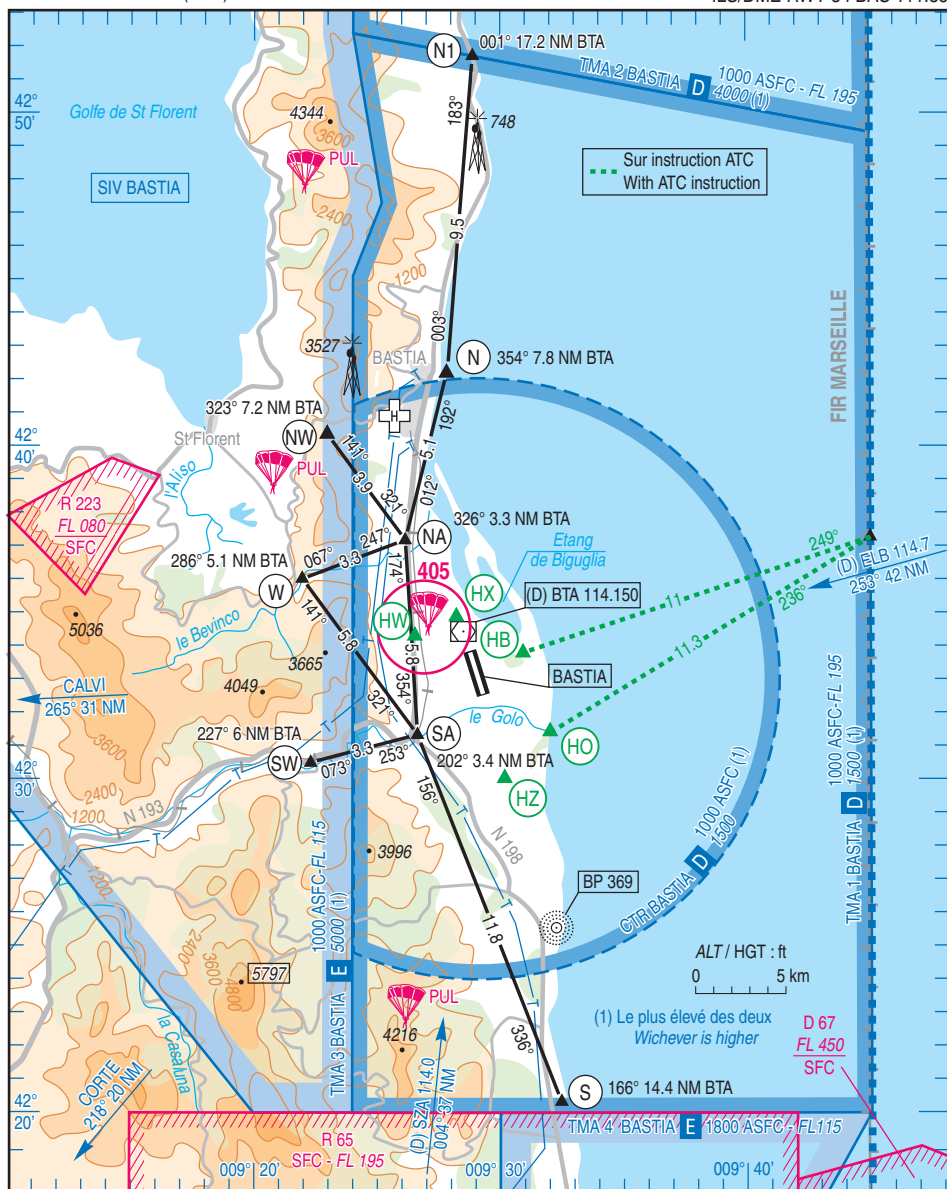 N1
001° 17.2 NM BTA
TMA 2 BASTIA D 1000 ASFC - FL 195
4000 (1)
42°
50'
Golfe de St Florent
4344
3600
PUL
183°
748
Sur instruction ATC
With ATC instruction
SIV BASTIA
2400
9.5
1200
003°
FIR MARSEILLE
3527
BASTIA
N
354° 7.8 NM BTA
323° 7.2 NM BTA
192°
H
NW
St Florent
42°
40'
141°
5.1
PUL
3.9
012°
l'Aliso
R 223
FL 080
SFC
321°
326° 3.3 NM BTA
NA
247°
3.3
067°
286° 5.1 NM BTA
W
174°
405
Etang
de Biguglia
249°
(D) ELB 114.7
253° 42 NM
236°
11
HX
(D) BTA 114.150
HW
HB
5036
le Bevinco
141°
5.8
5.8
11.3
3665
BASTIA
4049
354°
CALVI
265° 31 NM
321°
le Golo
3600
227° 6 NM BTA
SA
HO
SW
3.3
253°
073°
202° 3.4 NM BTA
HZ
42°
30'
2400
1200
N 193
156°
1000 ASFC (1)
1500
CTR BASTIA D
1000 ASFC-FL 195
1500 (1)
TMA 1 BASTIA D
N 198
3996
1200
1000 ASFC-FL 115
5000 (1)
TMA 3 BASTIA E
BP 369
2400
3600
4800
5797
11.8
ALT / HGT : ft
0 5 km
PUL
la Casaluna
4216
(1) Le plus élevé des deux
Wichever is higher
D 67
FL 450
SFC
336°
CORTE
218° 20 NM
(D) SZA 114.0
004° 37 NM
S
166° 14.4 NM BTA
42°
20'
TMA 4 BASTIA E 1800 ASFC - FL115
R 65
SFC - FL 195
009° 20'
009° 30'
009° 40'